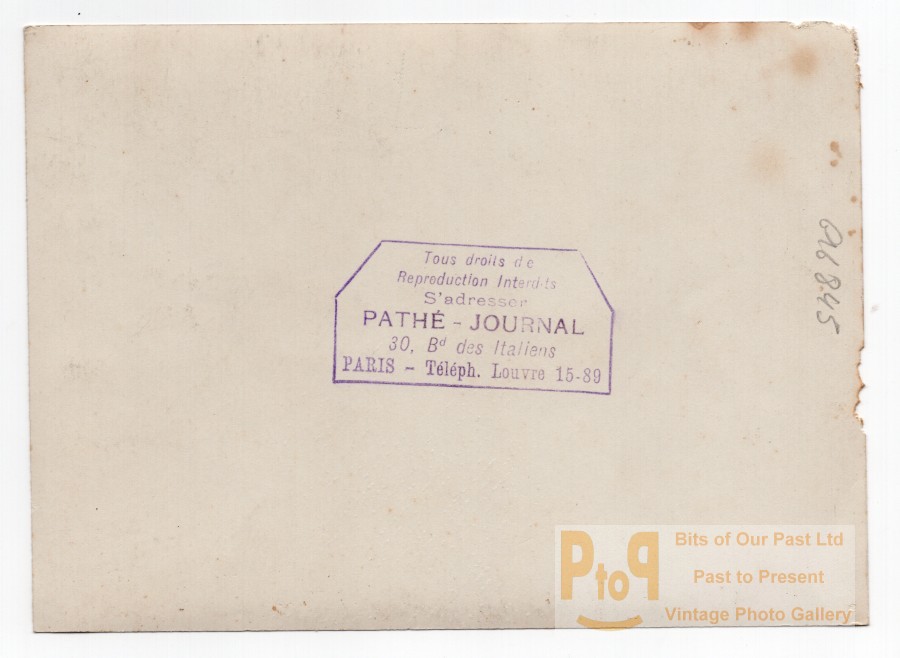 Tous droits de
Reproduction Interdits
S'adresser
PATHÉ - JOURNAL
30, Bd des Italiens
PARIS - Téléph. Louvre 15-89
PtoP
Bits of Our Past Ltd
Past to Present
Vintage Photo Gallery